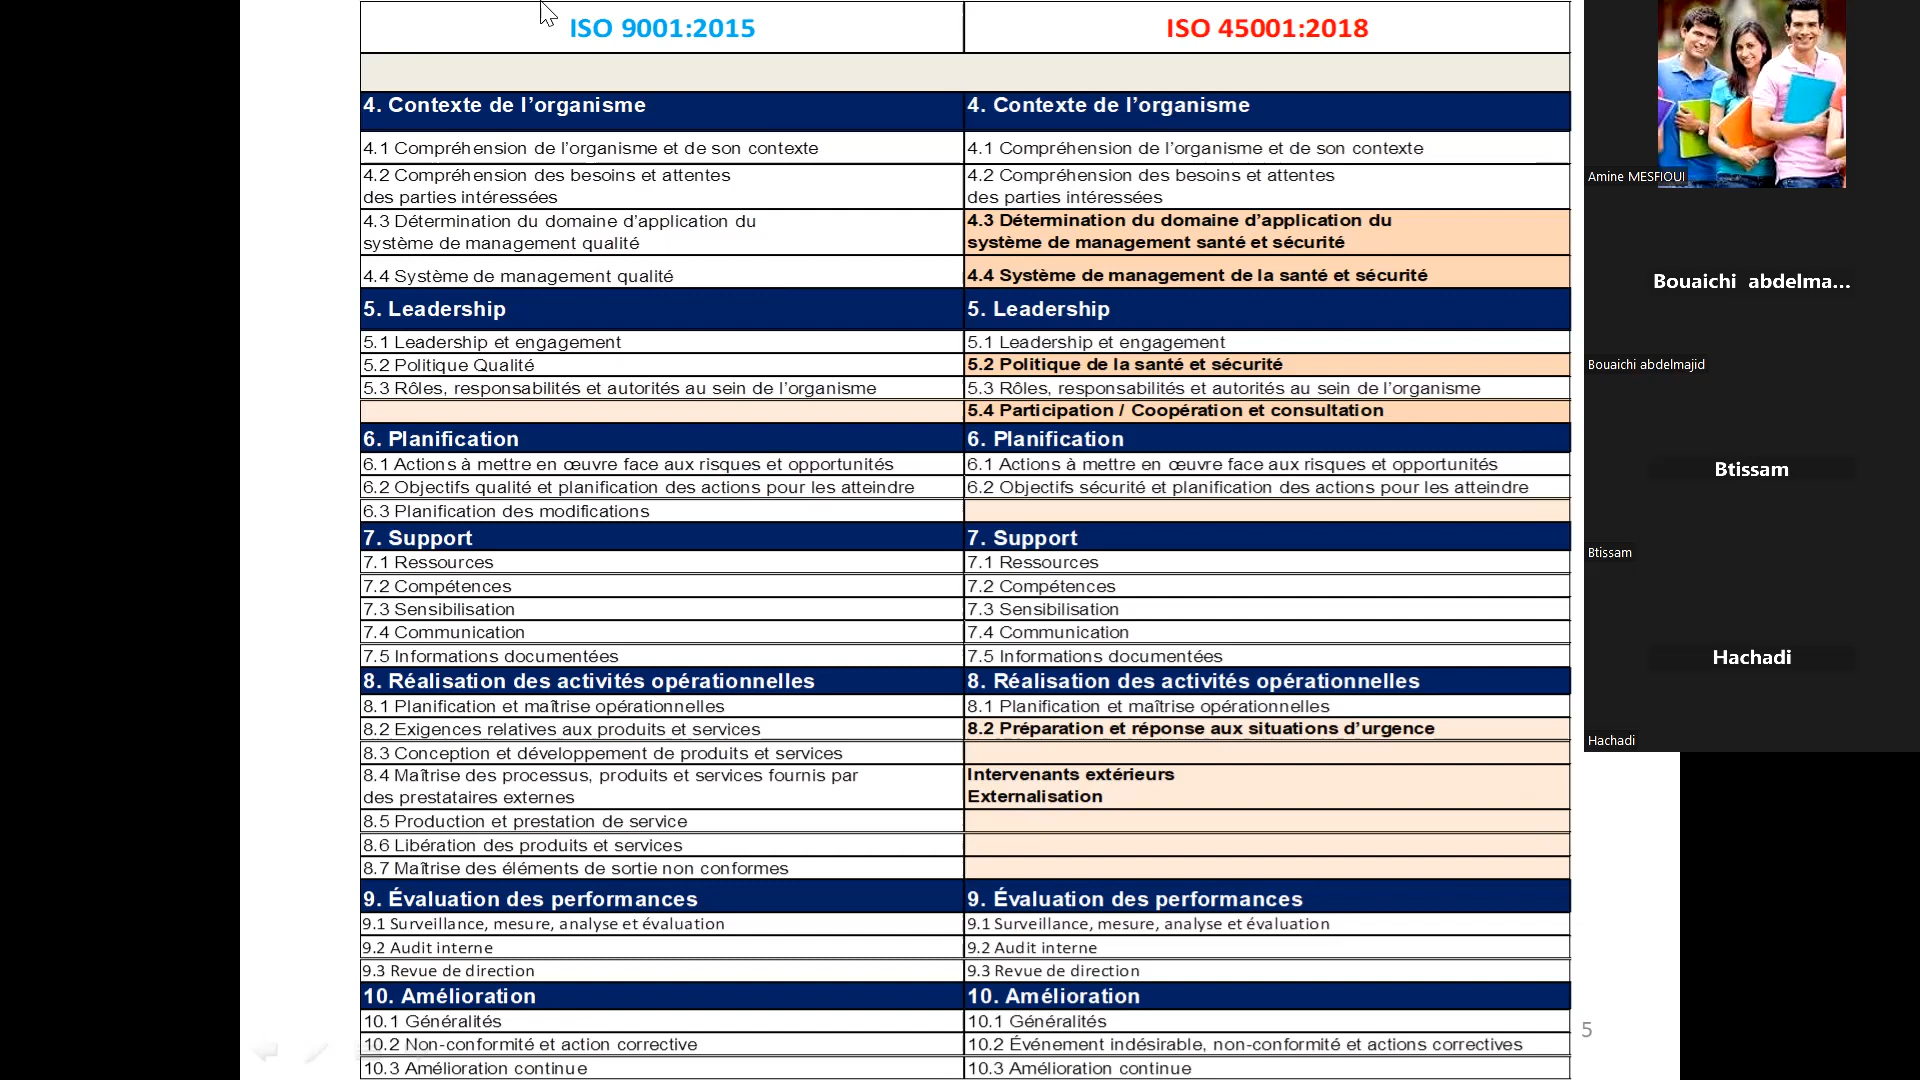 ISO 9001:2015
ISO 45001:2018
4. Contexte de l’organisme
4. Contexte de l’organisme
4.1 Compréhension de l’organisme et de son contexte
4.1 Compréhension de l’organisme et de son contexte
4.2 Compréhension des besoins et attentes
des parties intéressées
4.2 Compréhension des besoins et attentes
des parties intéressées
4.3 Détermination du domaine d’application du
système de management qualité
4.3 Détermination du domaine d’application du
système de management santé et sécurité
4.4 Système de management qualité
4.4 Système de management de la santé et sécurité
5. Leadership
5. Leadership
5.1 Leadership et engagement
5.1 Leadership et engagement
5.2 Politique Qualité
5.2 Politique de la santé et sécurité
5.3 Rôles, responsabilités et autorités au sein de l’organisme
5.3 Rôles, responsabilités et autorités au sein de l’organisme
5.4 Participation / Coopération et consultation
6. Planification
6. Planification
6.1 Actions à mettre en œuvre face aux risques et opportunités
6.1 Actions à mettre en œuvre face aux risques et opportunités
6.2 Objectifs qualité et planification des actions pour les atteindre
6.2 Objectifs sécurité et planification des actions pour les atteindre
6.3 Planification des modifications
7. Support
7. Support
7.1 Ressources
7.1 Ressources
7.2 Compétences
7.2 Compétences
7.3 Sensibilisation
7.3 Sensibilisation
7.4 Communication
7.4 Communication
7.5 Informations documentées
7.5 Informations documentées
8. Réalisation des activités opérationnelles
8. Réalisation des activités opérationnelles
8.1 Planification et maîtrise opérationnelles
8.1 Planification et maîtrise opérationnelles
8.2 Exigences relatives aux produits et services
8.2 Préparation et réponse aux situations d’urgence
8.3 Conception et développement de produits et services
8.4 Maîtrise des processus, produits et services fournis par
des prestataires externes
Intervenants extérieurs
Externalisation
8.5 Production et prestation de service
8.6 Libération des produits et services
8.7 Maîtrise des éléments de sortie non conformes
9. Évaluation des performances
9. Évaluation des performances
9.1 Surveillance, mesure, analyse et évaluation
9.1 Surveillance, mesure, analyse et évaluation
9.2 Audit interne
9.2 Audit interne
9.3 Revue de direction
9.3 Revue de direction
10. Amélioration
10. Amélioration
10.1 Généralités
10.1 Généralités
10.2 Non-conformité et action corrective
10.2 Événement indésirable, non-conformité et actions correctives
10.3 Amélioration continue
10.3 Amélioration continue
5
Amine MESFIOUI
Bouaichi abdelma...
Bouaichi abdelmajid
Btissam
Btissam
Hachadi
Hachadi